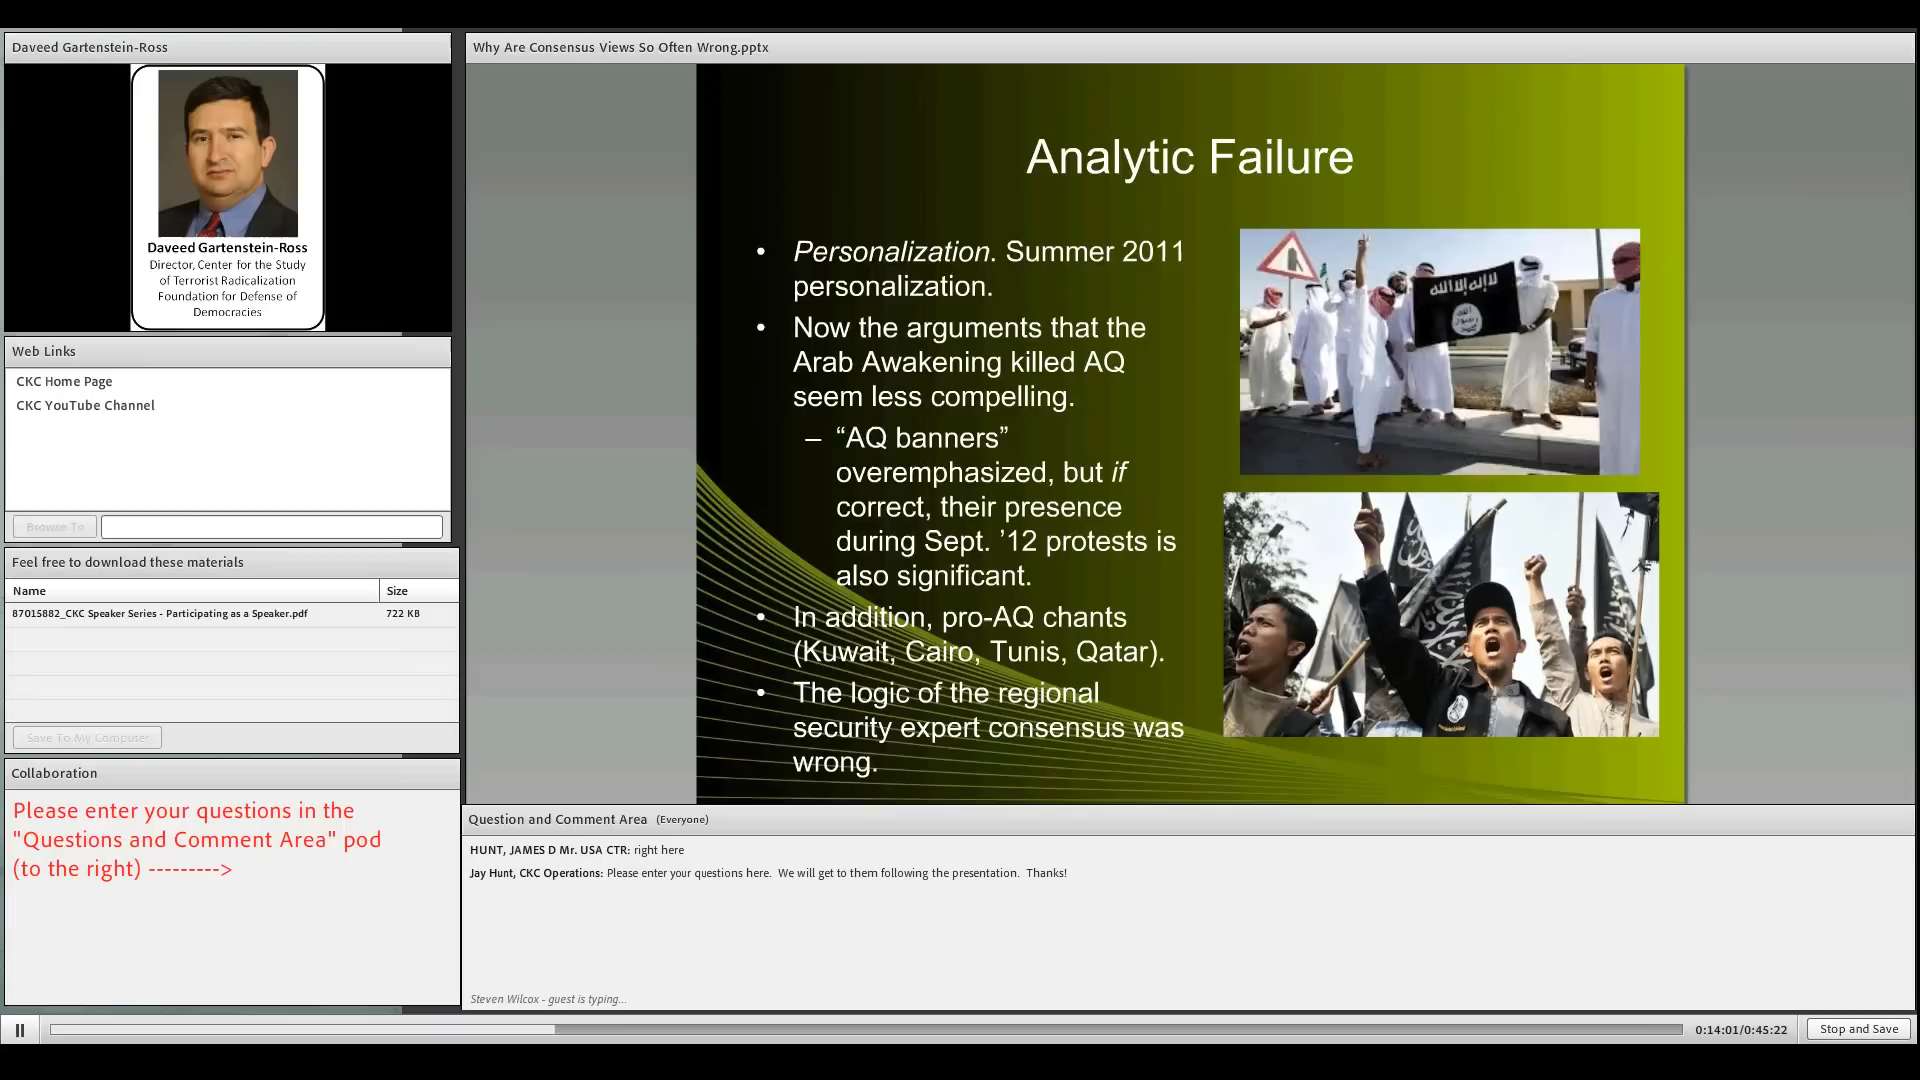 Daveed Gartenstein-Ross
Daveed Gartenstein-Ross
Director, Center for the Study
of Terrorist Radicalization
Foundation for Defense of
Democracies
Web Links
CKC Home Page
CKC YouTube Channel
Browse To
Feel free to download these materials
Name Size
87015882_CKC Speaker Series - Participating as a Speaker.pdf 722 KB
Save To My Computer
Collaboration
Please enter your questions in the
"Questions and Comment Area" pod
(to the right) --------->
Why Are Consensus Views So Often Wrong.pptx
Analytic Failure
• Personalization. Summer 2011
personalization.
• Now the arguments that the
Arab Awakening killed AQ
seem less compelling.
– “AQ banners”
overemphasized, but if
correct, their presence
during Sept. ’12 protests is
also significant.
• In addition, pro-AQ chants
(Kuwait, Cairo, Tunis, Qatar).
• The logic of the regional
security expert consensus was
wrong.
لا إله إلا الله
الله
رسول
محمد
Question and Comment Area (Everyone)
HUNT, JAMES D Mr. USA CTR: right here
Jay Hunt, CKC Operations: Please enter your questions here. We will get to them following the presentation. Thanks!
Steven Wilcox - guest is typing...
0:14:01/0:45:22
Stop and Save